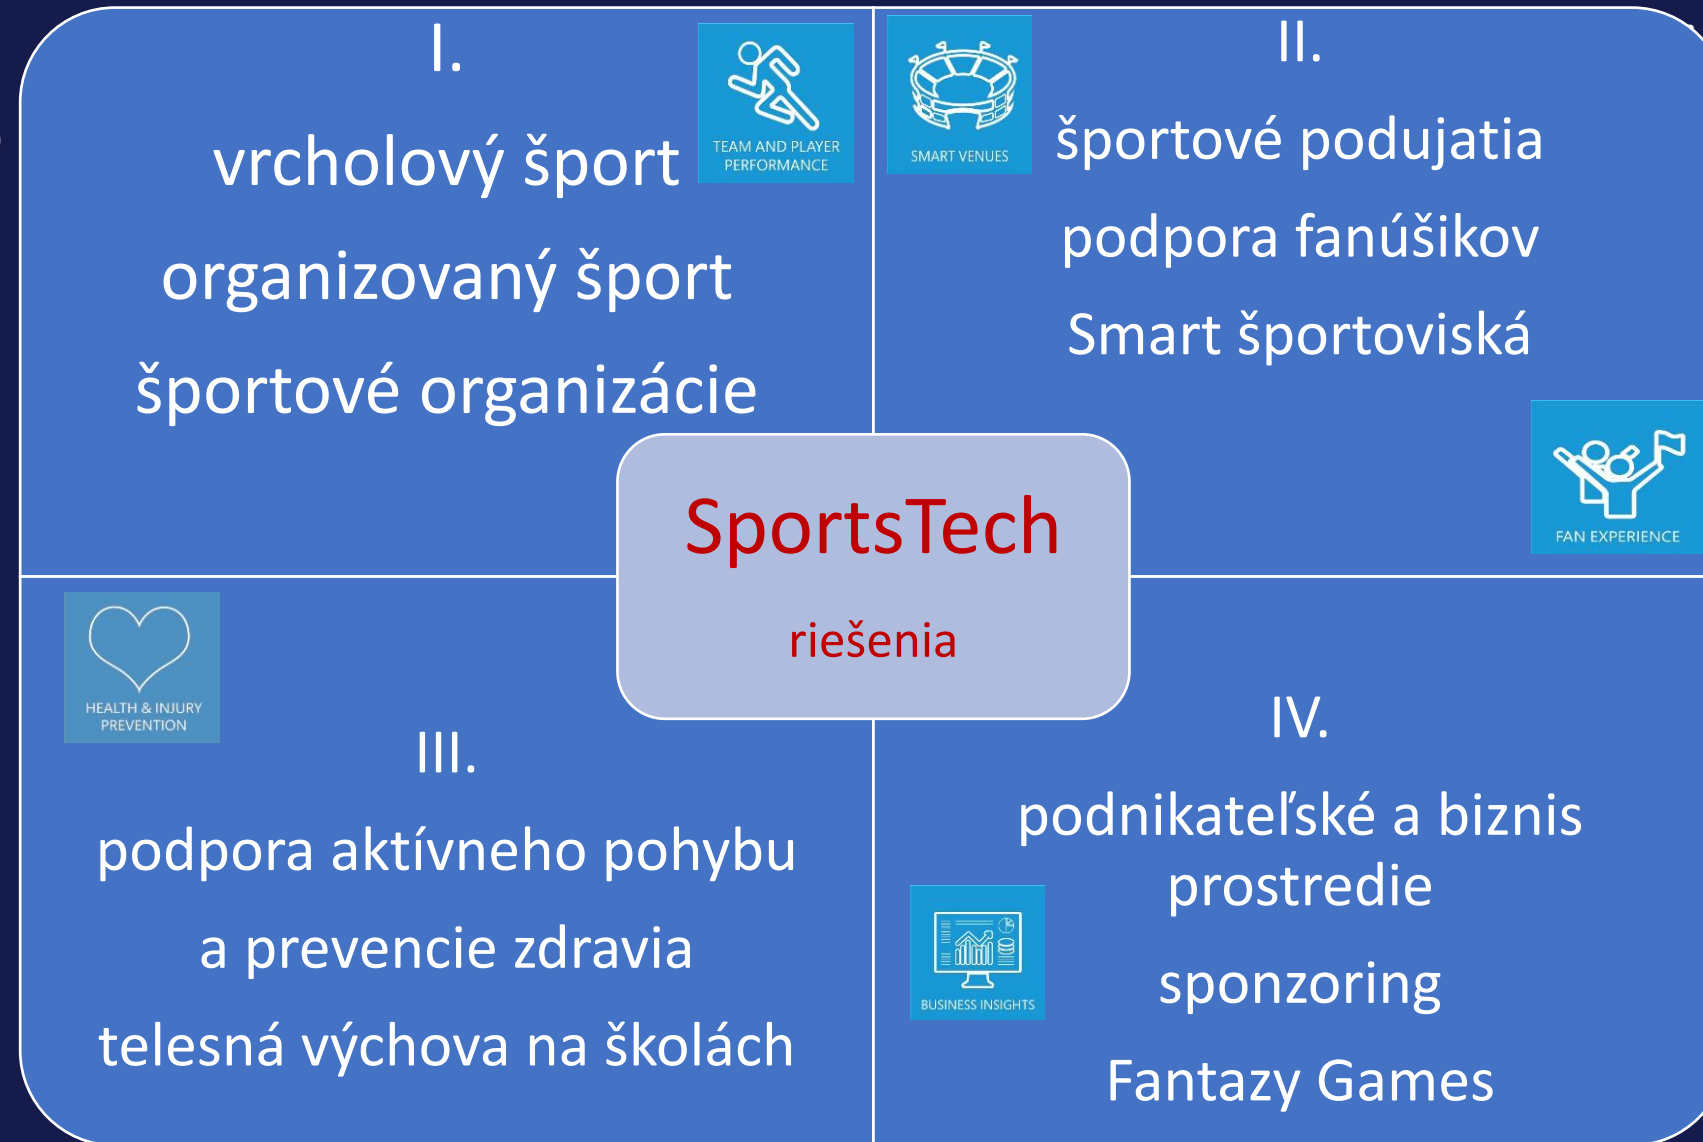 I.
vrcholový šport
organizovaný šport
športové organizácie
TEAM AND PLAYER
PERFORMANCE
SMART VENUES
II.
športové podujatia
podpora fanúšikov
Smart športoviská
FAN EXPERIENCE
SportsTech
riešenia
HEALTH & INJURY
PREVENTION
III.
podpora aktívneho pohybu
a prevencie zdravia
telesná výchova na školách
IV.
podnikateľské a biznis
prostredie
sponzoring
Fantazy Games
BUSINESS INSIGHTS